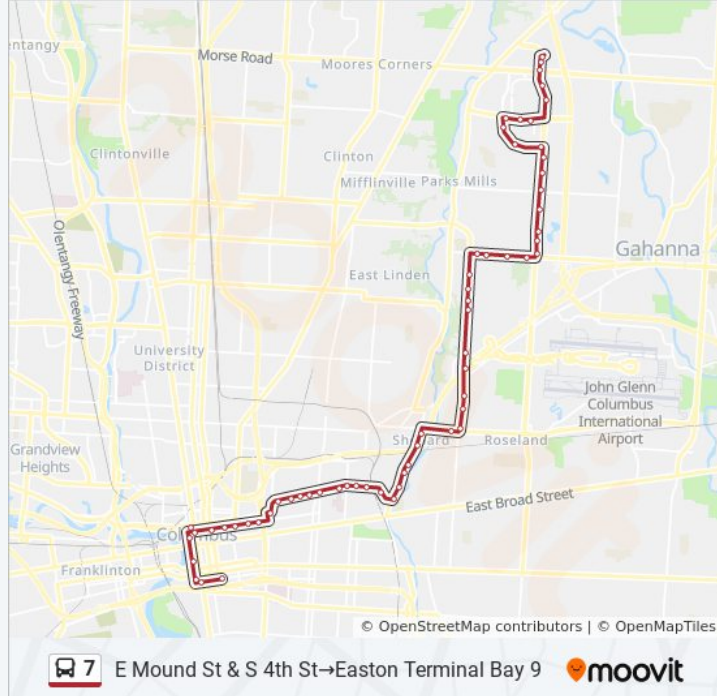 entangy
Morse Road
Moores Corners
Clintonville
Clinton
Mifflinville
Parks Mills
Olentangy Freeway
Gahanna
East Linden
University
District
John Glenn
Columbus
International
Airport
Grandview
Heights
Roseland
East Broad Street
Columbus
Franklinton
© OpenStreetMap contributors | © OpenMapTiles
7 E Mound St & S 4th St→Easton Terminal Bay 9 moovit